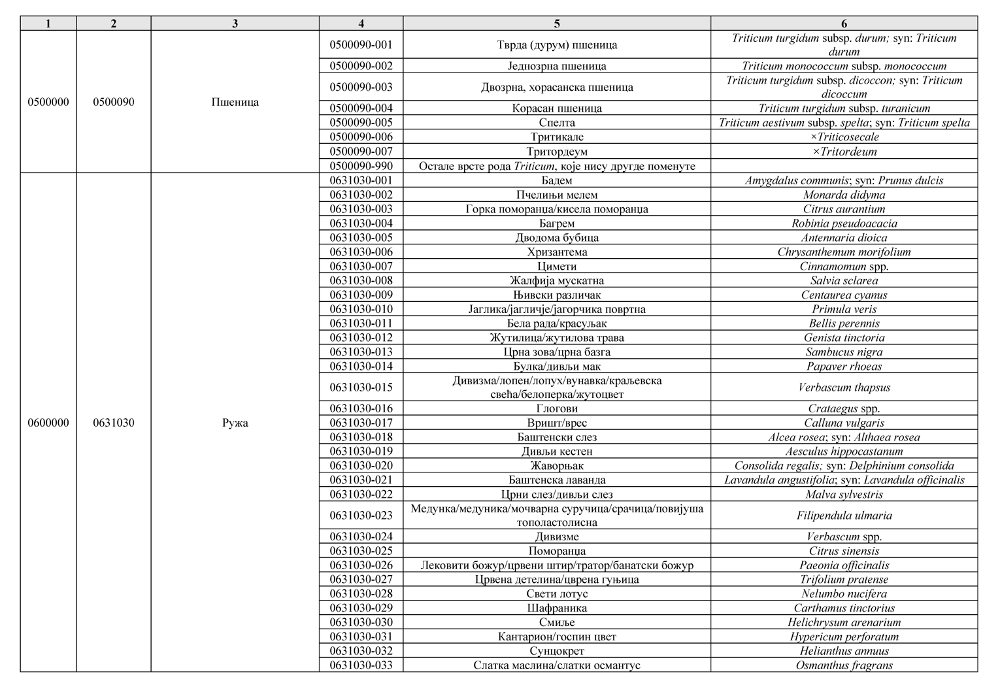 1 2 3 4 5 6
0500000 0500090 Пшеница
0500090-001 Тврда (дурум) пшеница Triticum turgidum subsp. durum; syn: Triticum
durum
0500090-002 Једнозрна пшеница Triticum monococcum subsp. monococcum
0500090-003 Двозрна, хорасанска пшеница Triticum turgidum subsp. dicoccon; syn: Triticum
dicoccum
0500090-004 Корасан пшеница Triticum turgidum subsp. turanicum
0500090-005 Спелта Triticum aestivum subsp. spelta; syn: Triticum spelta
0500090-006 Тритикале ×Triticosecale
0500090-007 Тритордеум ×Tritordeum
0500090-990 Остале врсте рода Triticum, које нису другде поменуте
0600000 0631030 Ружа
0631030-001 Бадем Amygdalus communis; syn: Prunus dulcis
0631030-002 Пчелињи мелем Monarda didyma
0631030-003 Горка поморанџа/кисела поморанџа Citrus aurantium
0631030-004 Багрем Robinia pseudoacacia
0631030-005 Дводома бубица Antennaria dioica
0631030-006 Хризантема Chrysanthemum morifolium
0631030-007 Цимети Cinnamomum spp.
0631030-008 Жалфија мускатна Salvia sclarea
0631030-009 Њивски различак Centaurea cyanus
0631030-010 Јаглика/јагличје/јагорчика повртна Primula veris
0631030-011 Бела рада/красуљак Bellis perennis
0631030-012 Жутилица/жутилова трава Genista tinctoria
0631030-013 Црна зова/црна базга Sambucus nigra
0631030-014 Булка/дивљи мак Papaver rhoeas
0631030-015 Дивизма/лопен/лопух/вунавка/краљевска
свећа/белоперка/жутоцвет Verbascum thapsus
0631030-016 Глогови Crataegus spp.
0631030-017 Вришт/врес Calluna vulgaris
0631030-018 Баштенски слез Alcea rosea; syn: Althaea rosea
0631030-019 Дивљи кестен Aesculus hippocastanum
0631030-020 Жаворњак Consolida regalis; syn: Delphinium consolida
0631030-021 Баштенска лаванда Lavandula angustifolia; syn: Lavandula officinalis
0631030-022 Црни слез/дивљи слез Malva sylvestris
0631030-023 Медунка/медуника/мочварна суручица/срачица/повијуша
тополастолисна Filipendula ulmaria
0631030-024 Дивизме Verbascum spp.
0631030-025 Поморанџа Citrus sinensis
0631030-026 Лековити божур/црвени штир/тратор/банатски божур Paeonia officinalis
0631030-027 Црвена детелина/цврена гуњица Trifolium pratense
0631030-028 Свети лотус Nelumbo nucifera
0631030-029 Шафраника Carthamus tinctorius
0631030-030 Смиље Helichrysum arenarium
0631030-031 Кантарион/госпин цвет Hypericum perforatum
0631030-032 Сунцокрет Helianthus annuus
0631030-033 Слатка маслина/слатки османтус Osmanthus fragrans